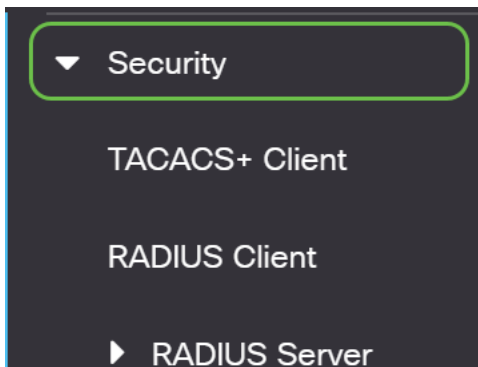 Security
TACACS+ Client
RADIUS Client
RADIUS Server